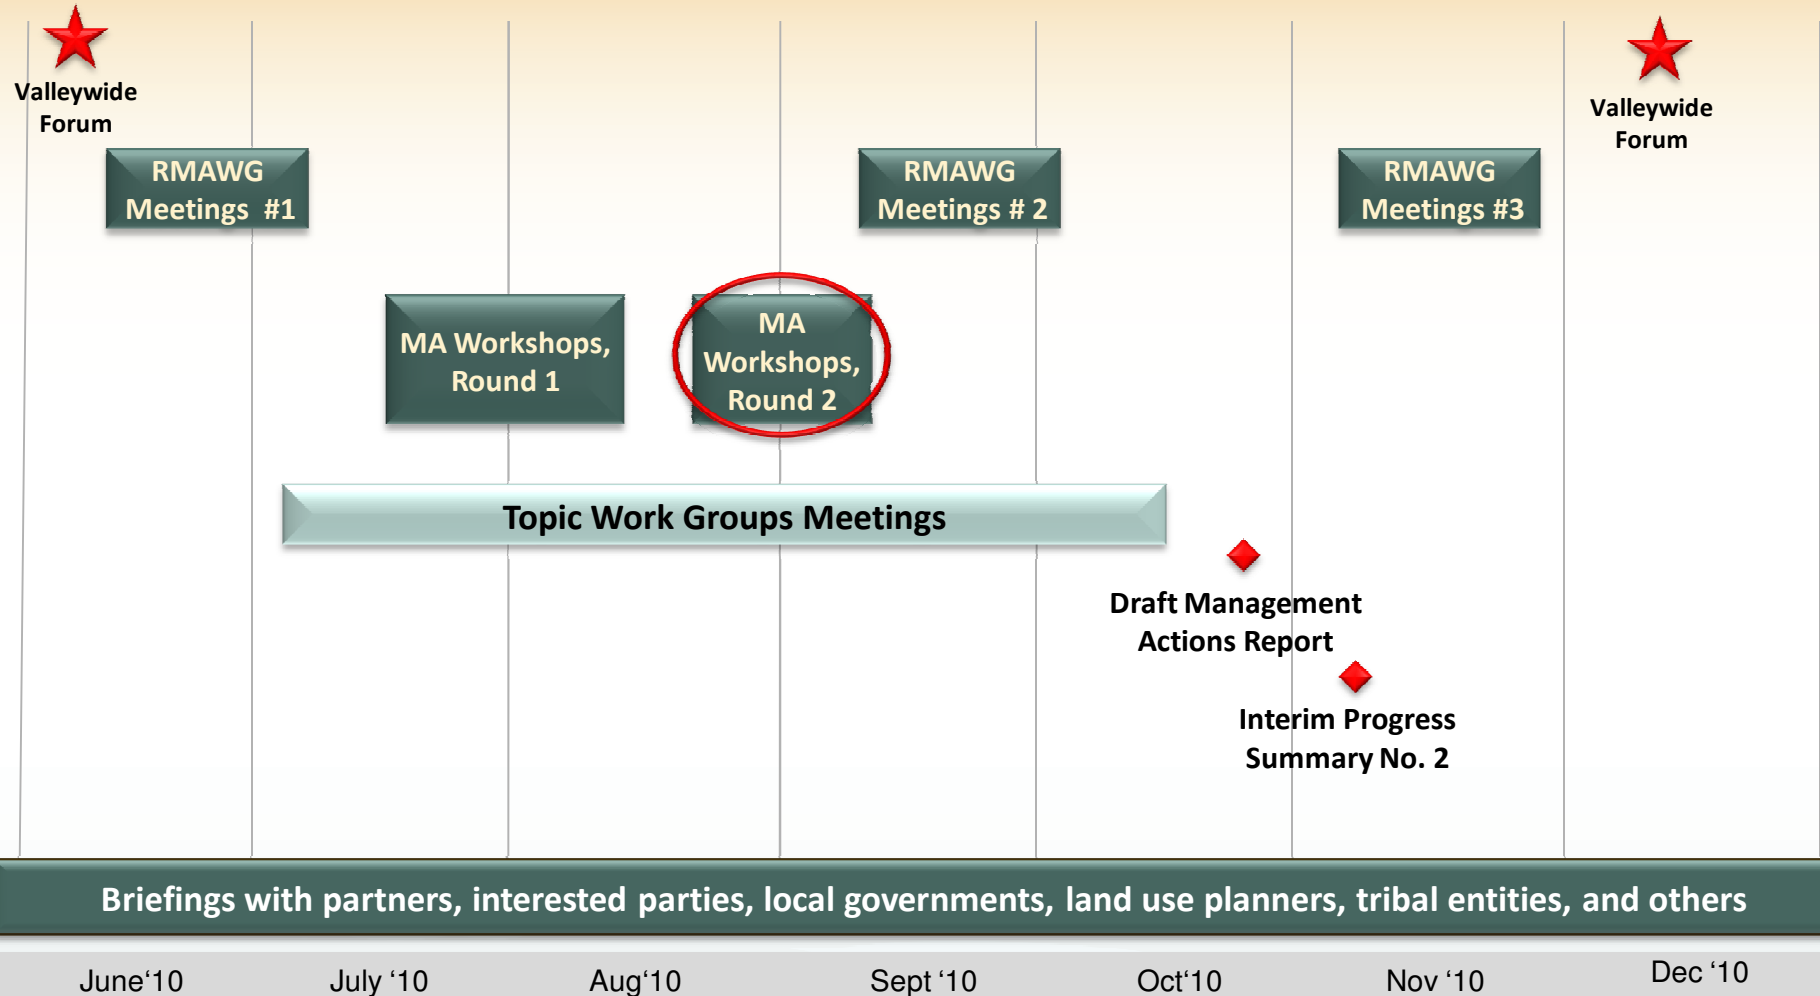 Valleywide
Forum
Valleywide
Forum
RMAWG
Meetings #1
RMAWG
Meetings # 2
RMAWG
Meetings #3
MA Workshops,
Round 1
MA
Workshops,
Round 2
Topic Work Groups Meetings
Draft Management
Actions Report
Interim Progress
Summary No. 2
Briefings with partners, interested parties, local governments, land use planners, tribal entities, and others
June‘10 July ‘10 Aug‘10 Sept ‘10 Oct‘10 Nov ‘10 Dec ‘10